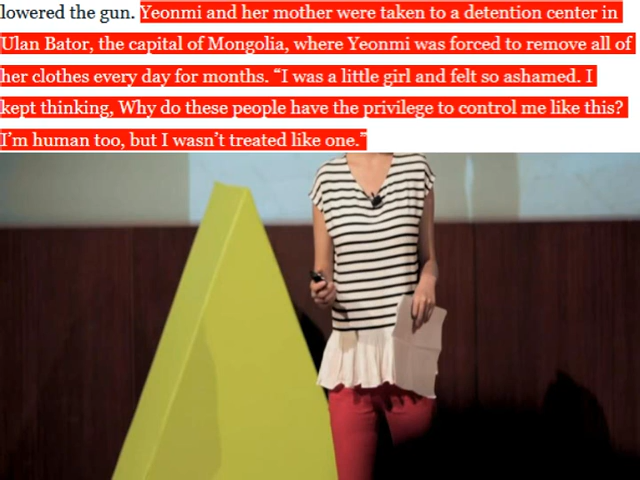 lowered the gun. Yeonmi and her mother were taken to a detention center in
Ulan Bator, the capital of Mongolia, where Yeonmi was forced to remove all of
her clothes every day for months. “I was a little girl and felt so ashamed. I
kept thinking, Why do these people have the privilege to control me like this?
I’m human too, but I wasn’t treated like one.”